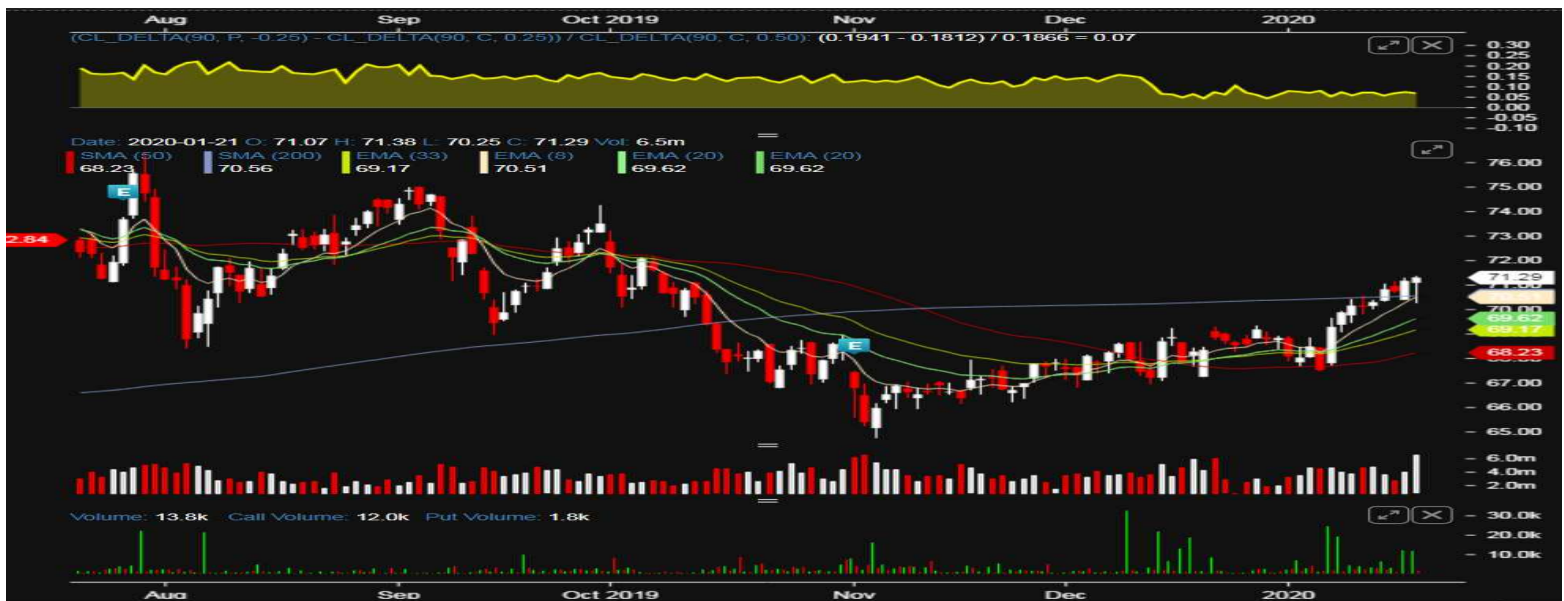 Aug Sep Oct 2019 Nov Dec 2020
(CL_DELTA(90, P, -0.25) - CL_DELTA(90, C, 0.25)) / CL_DELTA(90, C, 0.50): (0.1941 - 0.1812) / 0.1866 = 0.07
0.30
0.25
0.20
0.15
0.10
0.05
0.00
-0.05
-0.10
Date: 2020-01-21 O: 71.07 H: 71.38 L: 70.25 C: 71.29 Vol: 6.5m
SMA (50) SMA (200) EMA (33) EMA (8) EMA (20) EMA (20)
68.23 70.56 69.17 70.51 69.62 69.62
E
2.84
E
76.00
75.00
74.00
73.00
72.00
71.29
71.00
70.00
69.62
69.17
68.23
67.00
66.00
65.00
6.0m
4.0m
2.0m
Volume: 13.8k Call Volume: 12.0k Put Volume: 1.8k
30.0k
20.0k
10.0k
Aug Sep Oct 2019 Nov Dec 2020